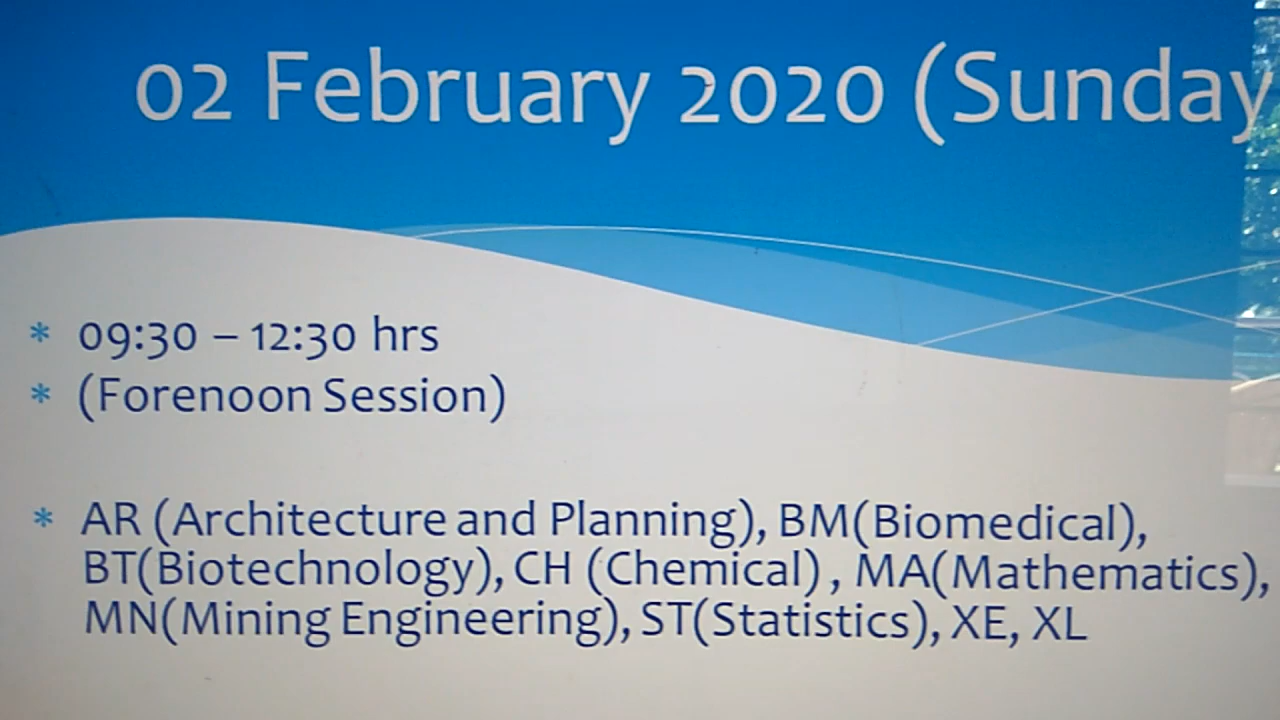 02 February 2020 (Sunday
* 09:30 – 12:30 hrs
* (Forenoon Session)
* AR (Architecture and Planning), BM(Biomedical),
BT(Biotechnology), CH (Chemical) , MA(Mathematics),
MN(Mining Engineering), ST(Statistics), XE, XL